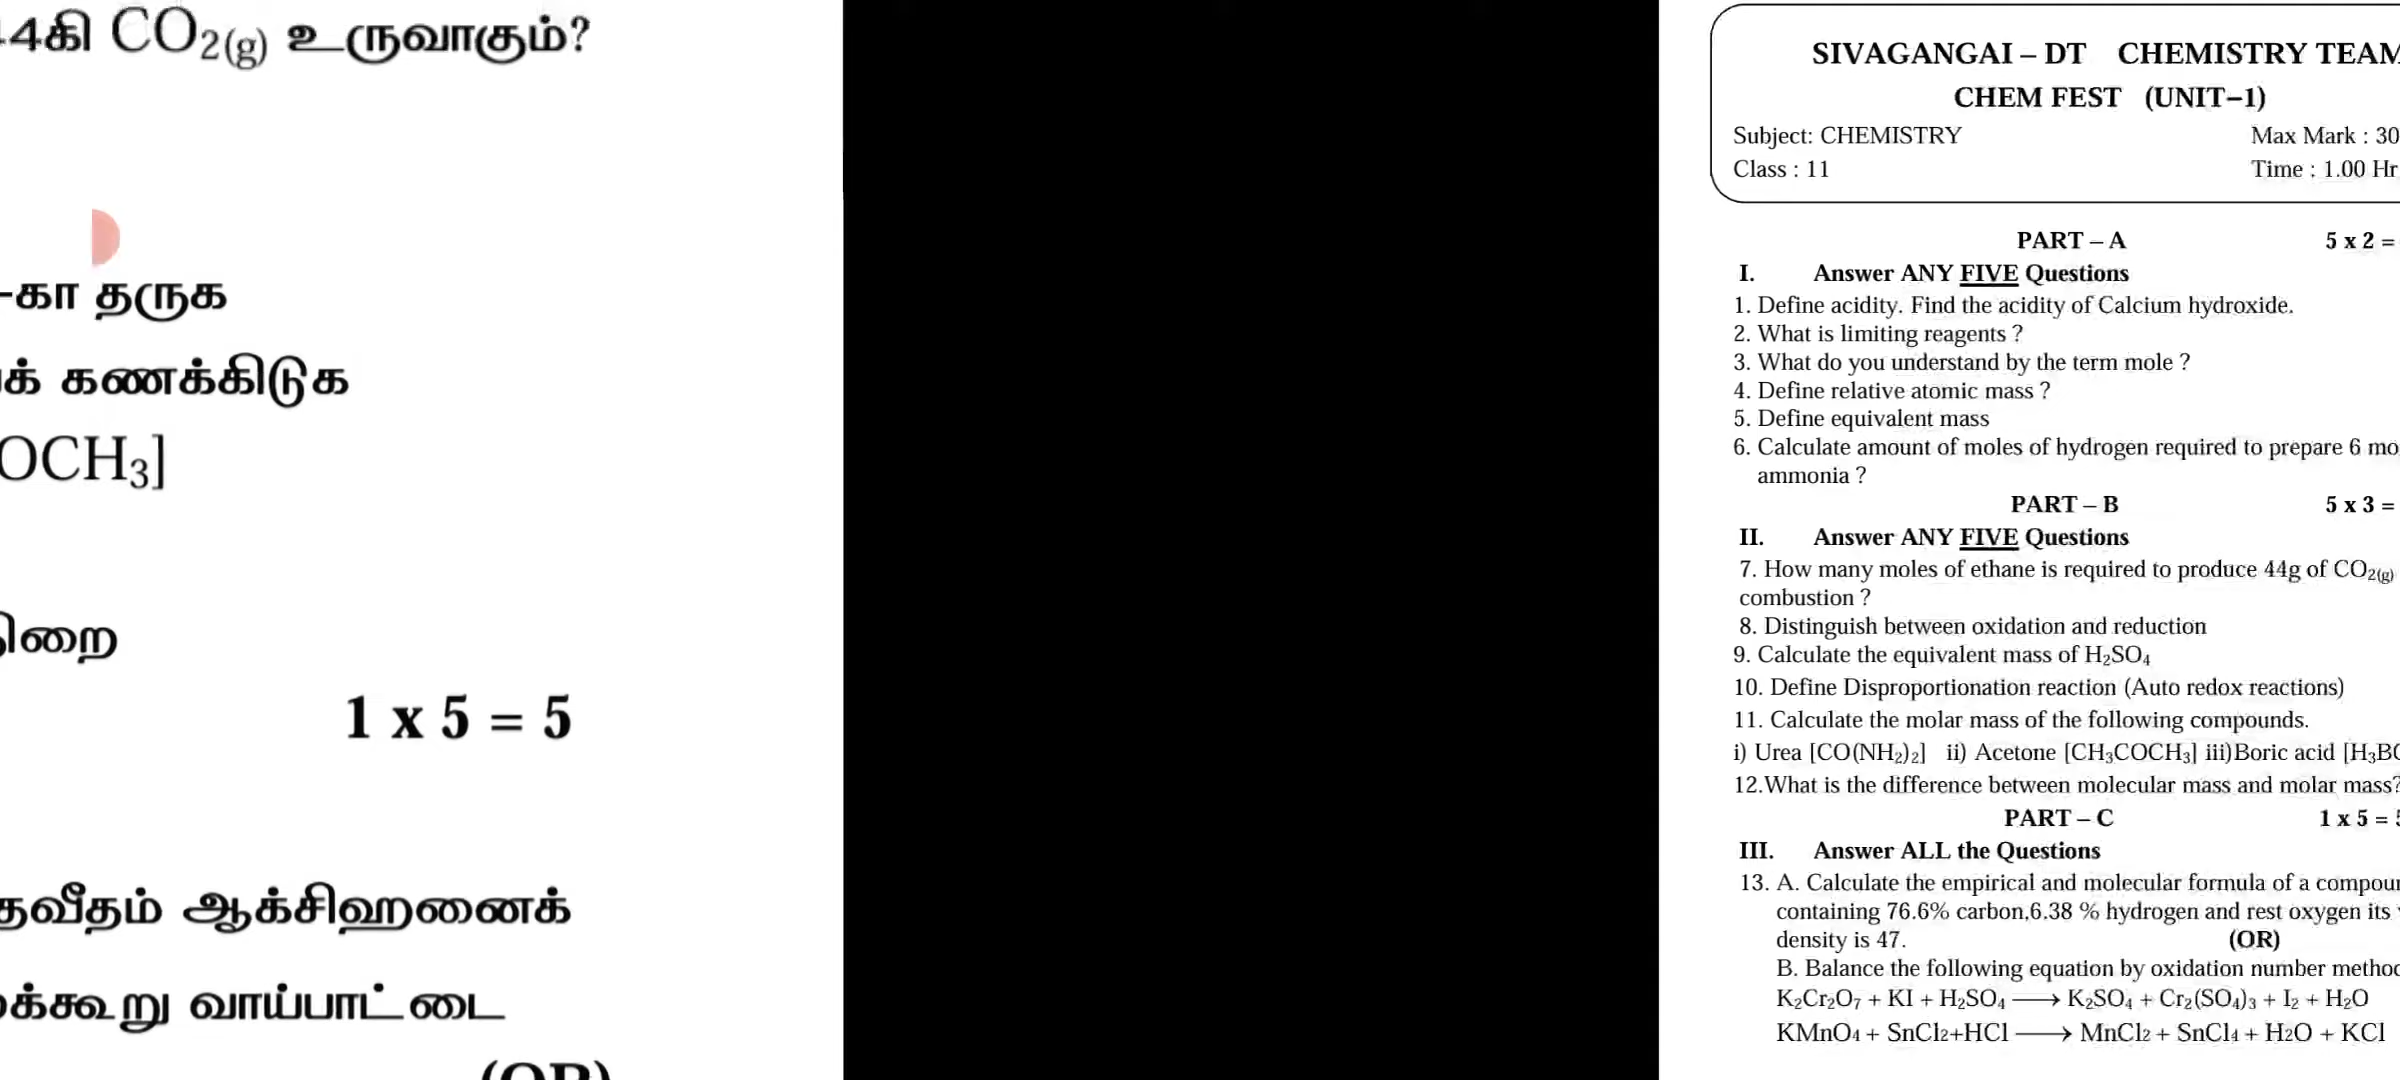 4கி CO₂(g) உருவாகும்?
-கா தருக
க் கணக்கிடுக
OCH₃]
1 x 5 = 5
தவீதம் ஆக்சிஹனைக்
க்கூறு வாய்பாட்டை
(OR)
SIVAGANGAI – DT CHEMISTRY TEAM
CHEM FEST (UNIT–1)
Subject: CHEMISTRY Max Mark : 30
Class : 11 Time : 1.00 Hr
PART – A 5 x 2 =
I. Answer ANY FIVE Questions
1. Define acidity. Find the acidity of Calcium hydroxide.
2. What is limiting reagents ?
3. What do you understand by the term mole ?
4. Define relative atomic mass ?
5. Define equivalent mass
6. Calculate amount of moles of hydrogen required to prepare 6
ammonia ?
PART – B 5 x 3 =
II. Answer ANY FIVE Questions
7. How many moles of ethane is required to produce 44g of CO₂(g)
combustion ?
8. Distinguish between oxidation and reduction
9. Calculate the equivalent mass of H₂SO₄
10. Define Disproportionation reaction (Auto redox reactions)
11. Calculate the molar mass of the following compounds.
i) Urea [CO(NH₂)₂] ii) Acetone [CH₃COCH₃] iii)Boric acid
12.What is the difference between molecular mass and molar mass?
PART – C 1 x 5 = 5
III. Answer ALL the Questions
13. A. Calculate the empirical and molecular formula of a
containing 76.6% carbon,6.38 % hydrogen and rest oxygen its
density is 47. (OR)
B. Balance the following equation by oxidation number
K₂Cr₂O₇ + KI + H₂SO₄ ⟶ K₂SO₄ + Cr₂(SO₄)₃ + I₂ + H₂O
KMnO₄ + SnCl₂+HCl ⟶ MnCl₂ + SnCl₄ + H₂O + KCl